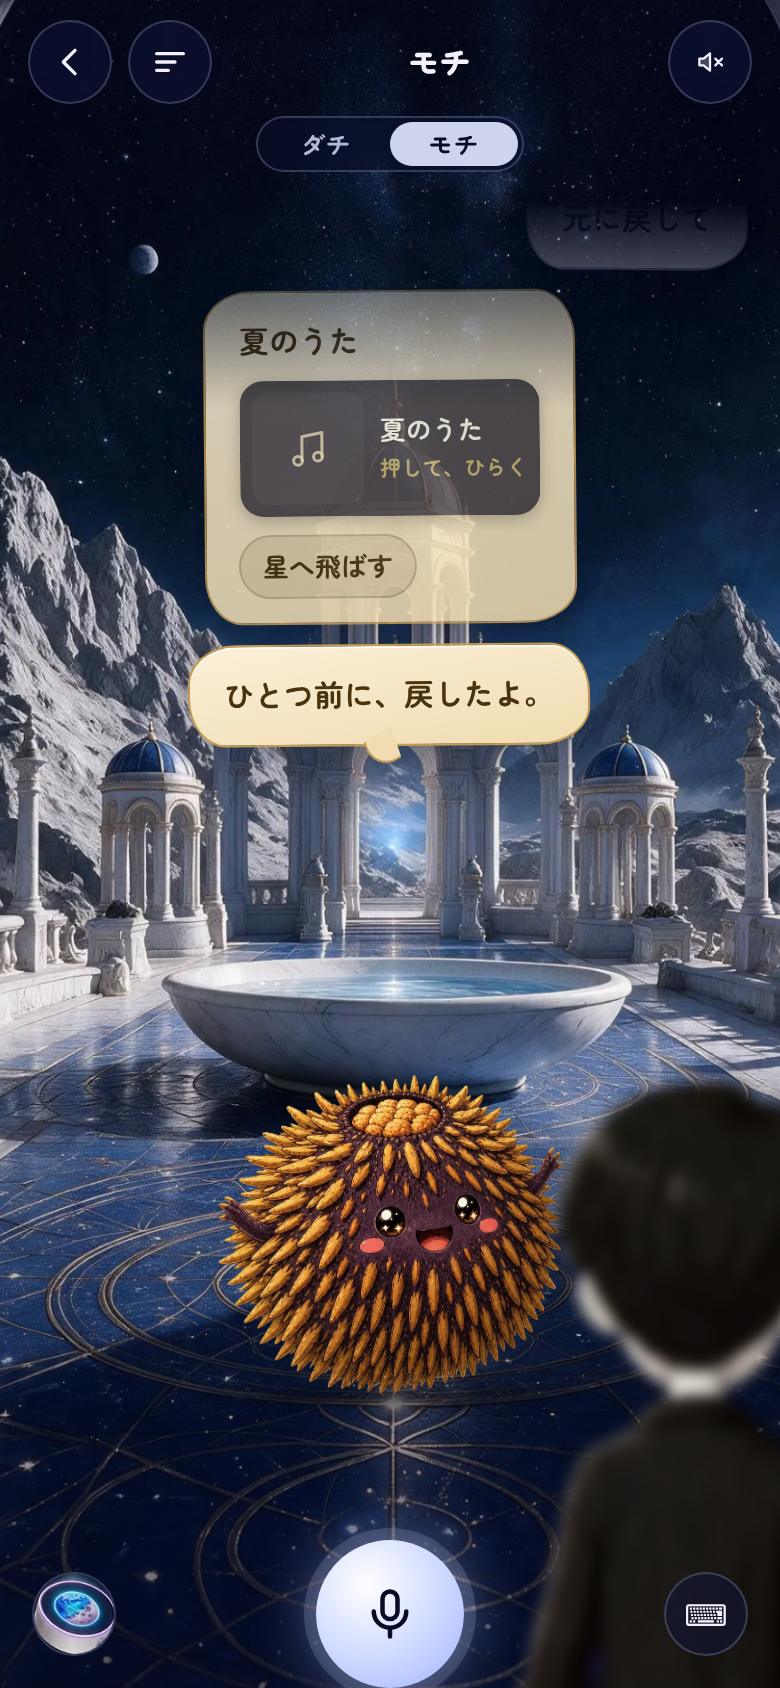 モチ
ダチ
モチ
元に戻して
夏のうた
夏のうた
押して、ひらく
星へ飛ばす
ひとつ前に、戻したよ。